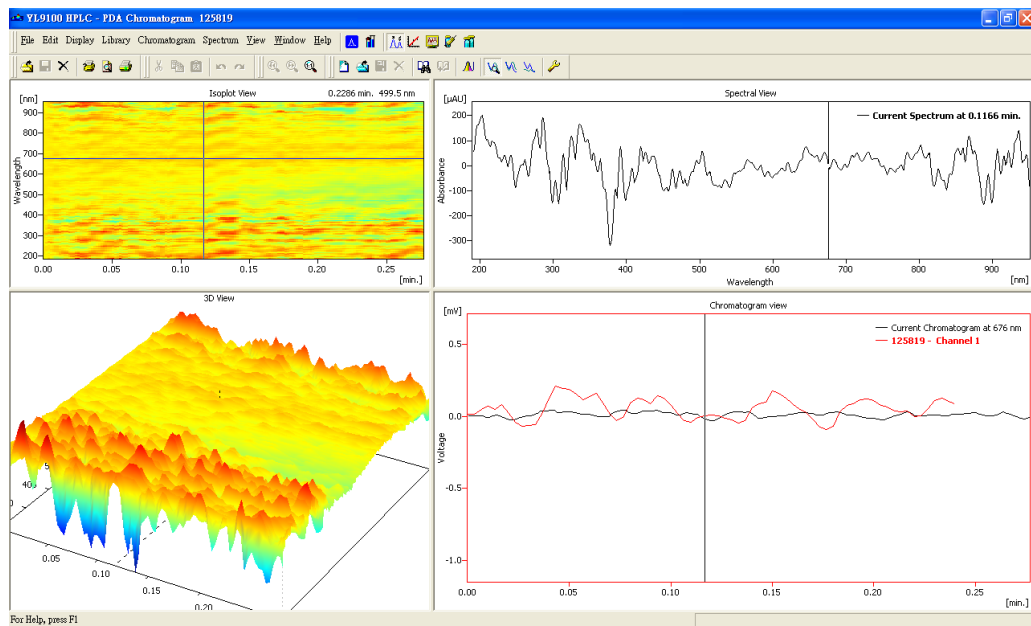 YL9100 HPLC - PDA Chromatogram 125819
File Edit Display Library Chromatogram Spectrum View Window Help
Isoplot View
0.2286 min. 499.5 nm
[nm]
Wavelength
900-
800-
700-
600-
500-
400-
300-
200-
0.00 0.05 0.10 0.15 0.20 0.25
[min.]
Spectral View
[µAU]
Current Spectrum at 0.1166 min.
Absorbance
200
100
0
-100
-200
-300
200 300 400 500 600 700 800 900
Wavelength
[nm]
3D View
0.05
0.10
0.15
0.20
Chromatogram view
[mV]
Current Chromatogram at 676 nm
125819 - Channel 1
Voltage
0.5
0.0
-0.5
-1.0
0.00 0.05 0.10 0.15 0.20 0.25
[min.]
For Help, press F1